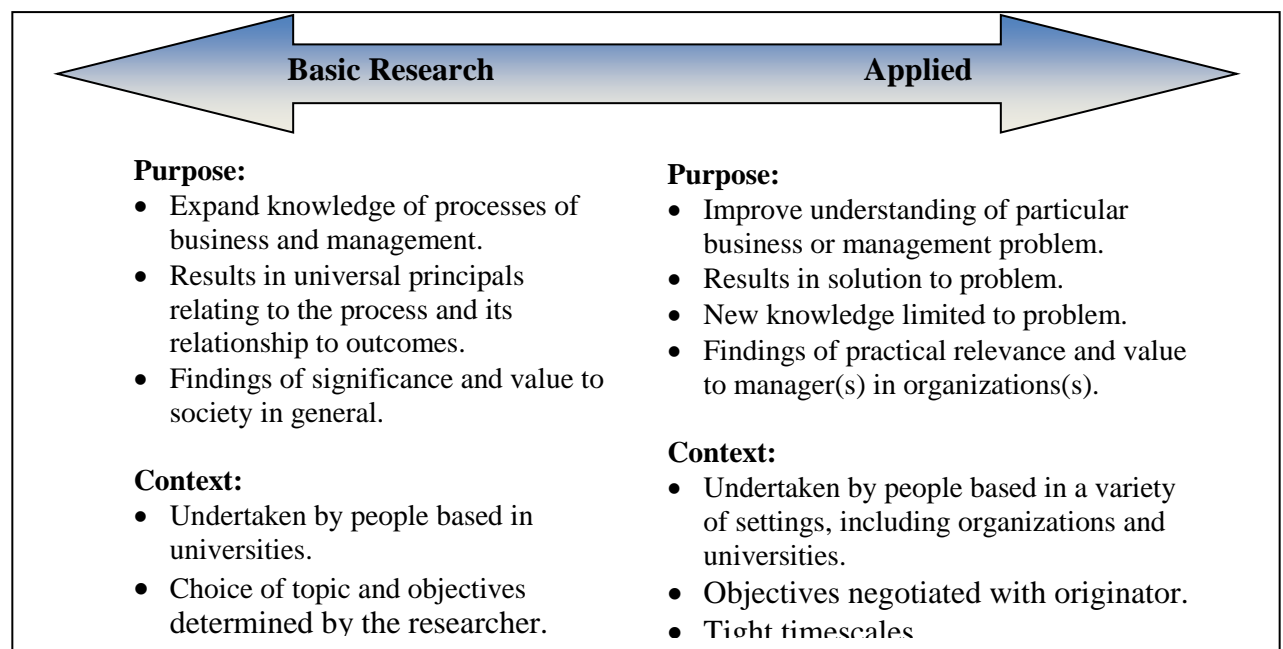 Basic Research
Applied
Purpose:
• Expand knowledge of processes of
business and management.
• Results in universal principals
relating to the process and its
relationship to outcomes.
• Findings of significance and value to
society in general.
Context:
• Undertaken by people based in
universities.
• Choice of topic and objectives
determined by the researcher.
Purpose:
• Improve understanding of particular
business or management problem.
• Results in solution to problem.
• New knowledge limited to problem.
• Findings of practical relevance and value
to manager(s) in organizations(s).
Context:
• Undertaken by people based in a variety
of settings, including organizations and
universities.
• Objectives negotiated with originator.
• Tight timescales